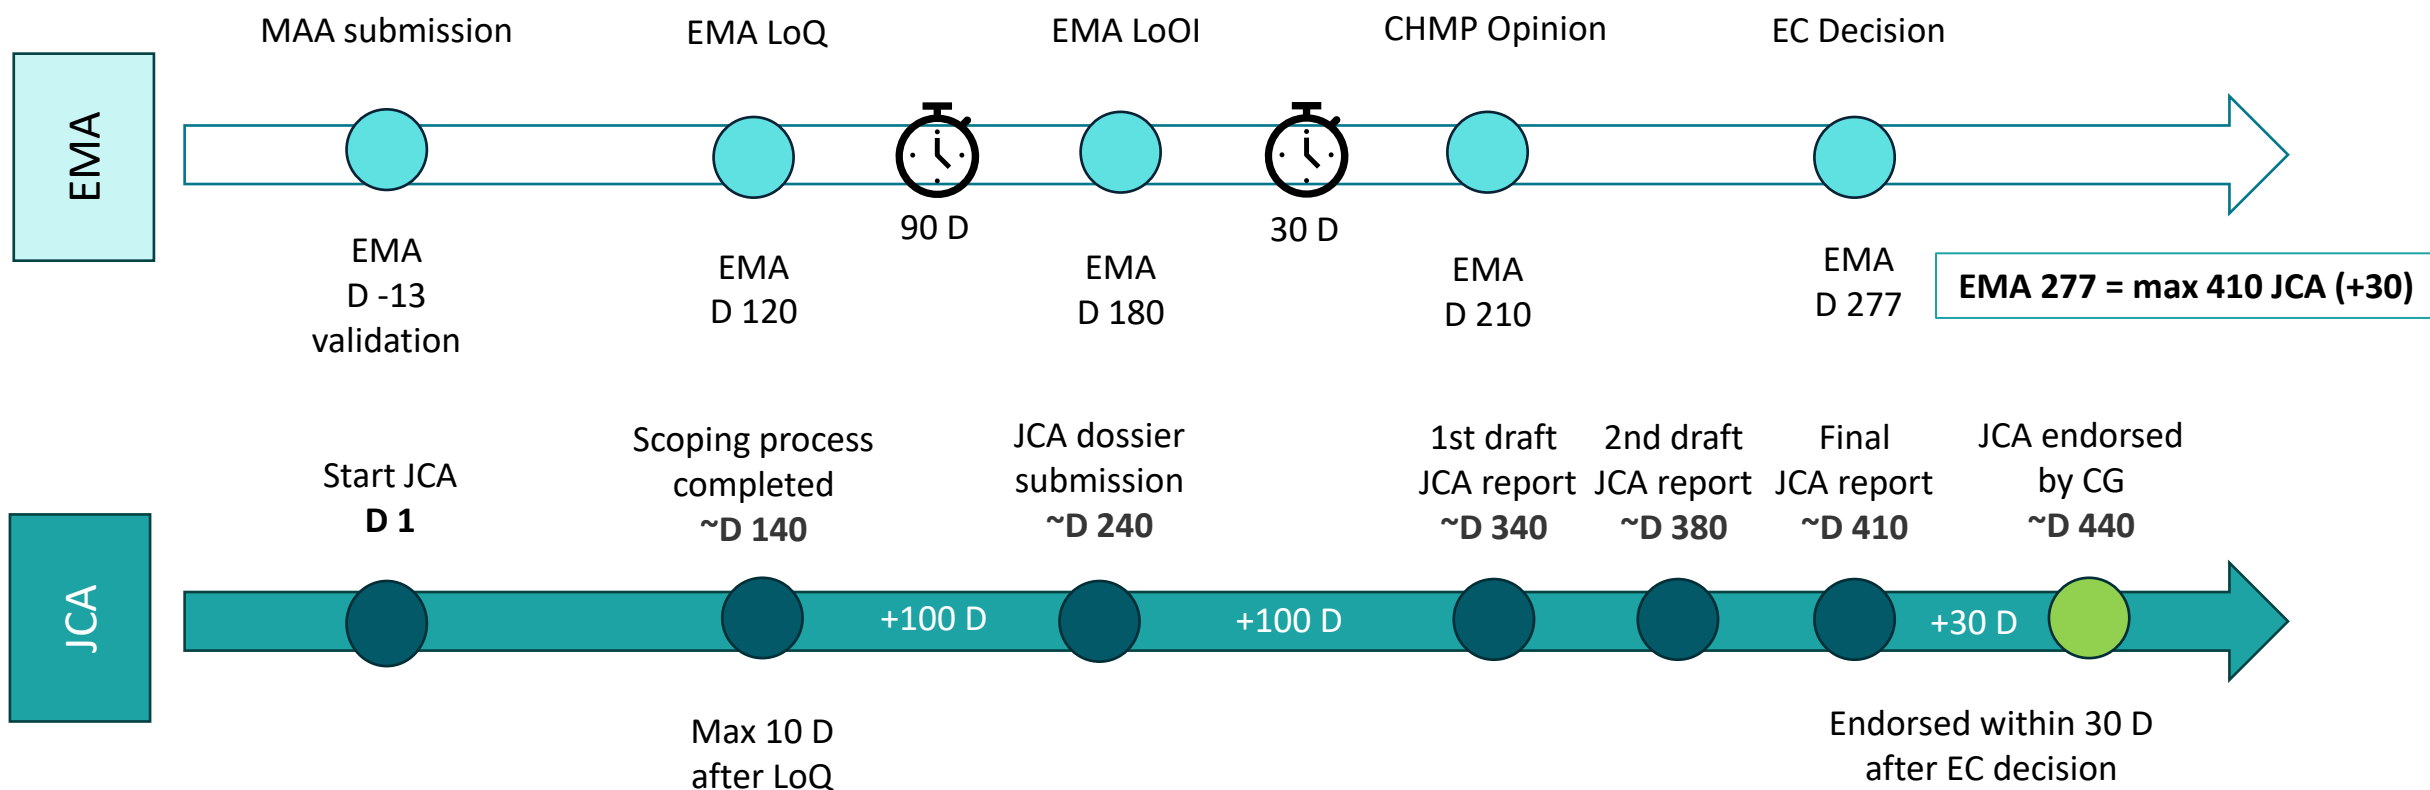 MAA submission
EMA LoQ
EMA LoOI
CHMP Opinion
EC Decision
EMA
90 D
30 D
EMA
D -13
validation
EMA
D 120
EMA
D 180
EMA
D 210
EMA
D 277
EMA 277 = max 410 JCA (+30)
JCA
Start JCA
D 1
Scoping process
completed
~D 140
JCA dossier
submission
~D 240
1st draft
JCA report
~D 340
2nd draft
JCA report
~D 380
Final
JCA report
~D 410
JCA endorsed
by CG
~D 440
+100 D
+100 D
+30 D
Max 10 D
after LoQ
Endorsed within 30 D
after EC decision